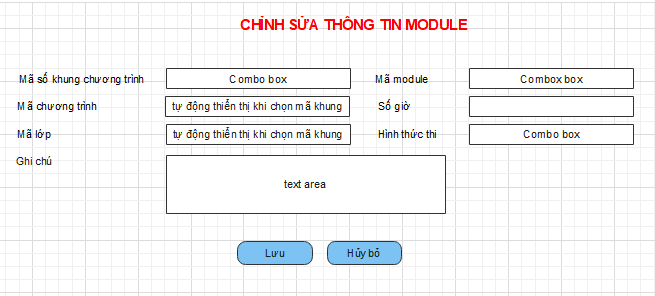 CHỈNH SỬA THÔNG TIN MODULE
Mã số khung chương trình Combo box Mã module Combox box
Mã chương trình tự động thiển thị khi chọn mã khung Số giờ
Mã lớp tự động thiển thị khi chọn mã khung Hình thức thi Combo box
Ghi chú
text area
Lưu Hủy bỏ